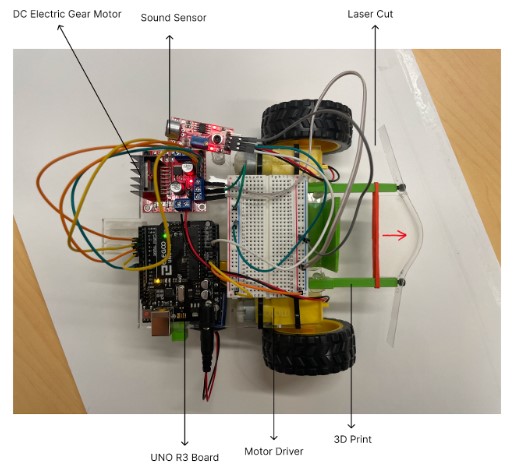 DC Electric Gear Motor
Sound Sensor
Laser Cut
UNO R3 Board
Motor Driver
3D Print